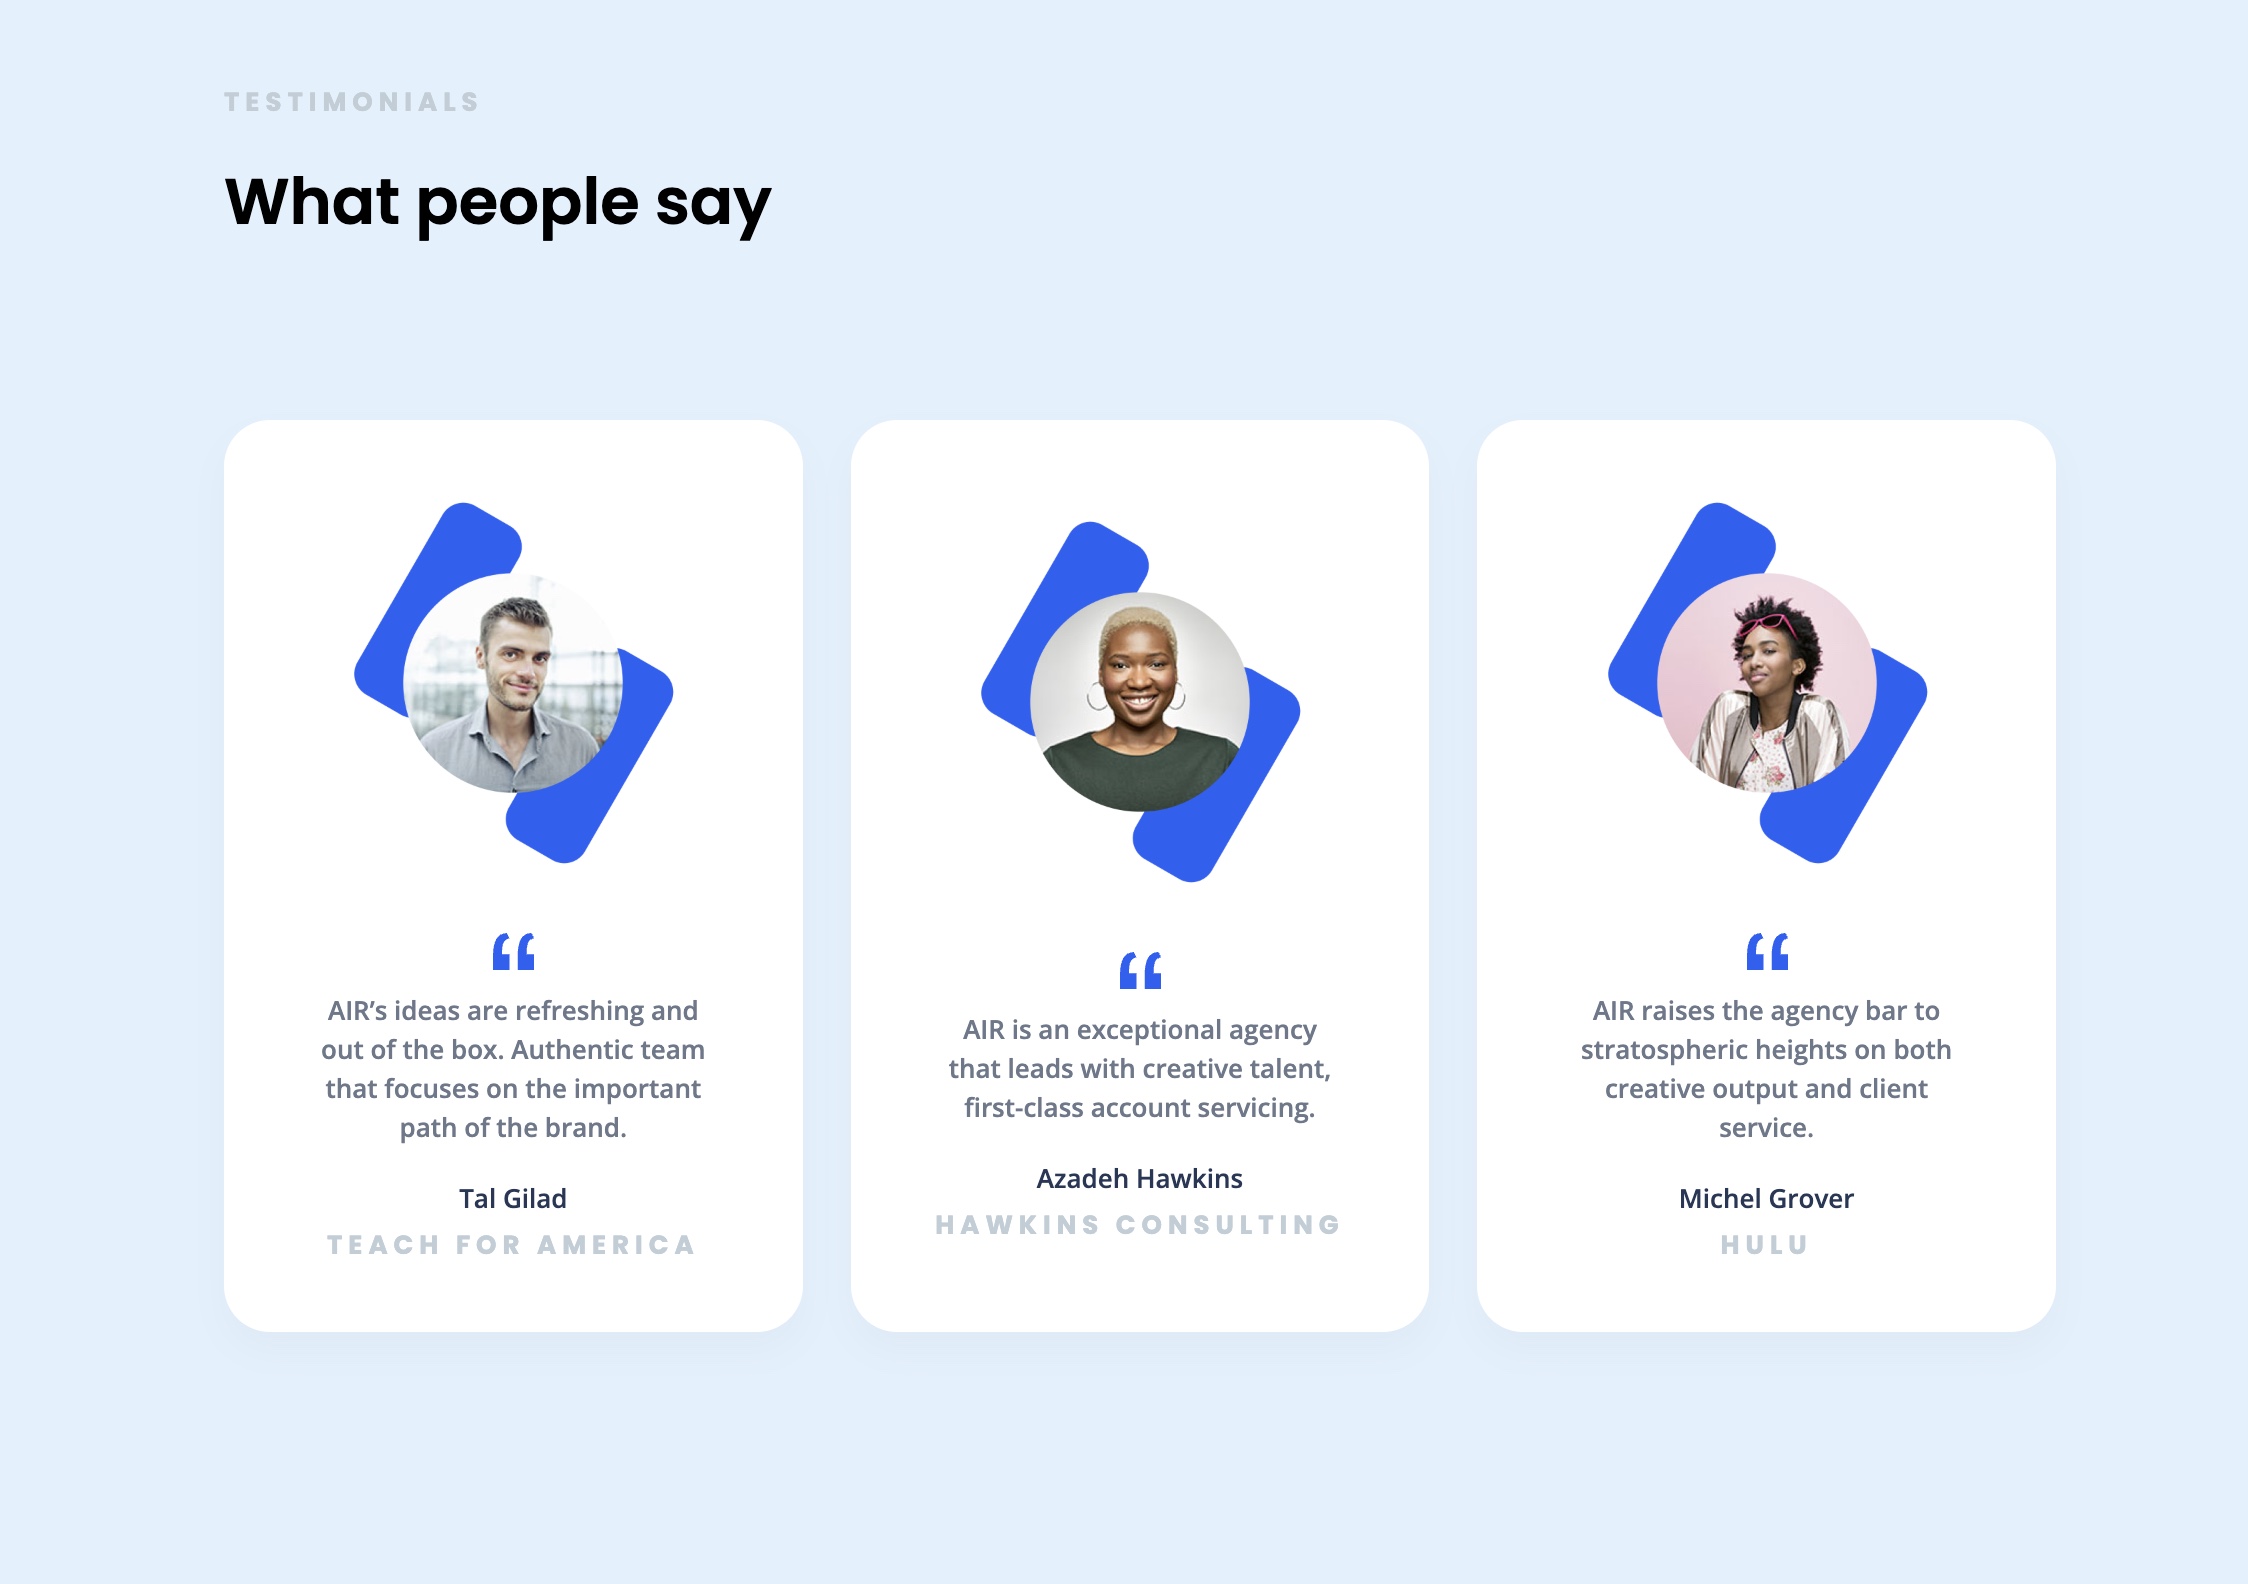 TESTIMONIALS
What people say
“
AIR’s ideas are refreshing and
out of the box. Authentic team
that focuses on the important
path of the brand.
Tal Gilad
TEACH FOR AMERICA
“
AIR is an exceptional agency
that leads with creative talent,
first-class account servicing.
Azadeh Hawkins
HAWKINS CONSULTING
“
AIR raises the agency bar to
stratospheric heights on both
creative output and client
service.
Michel Grover
HULU